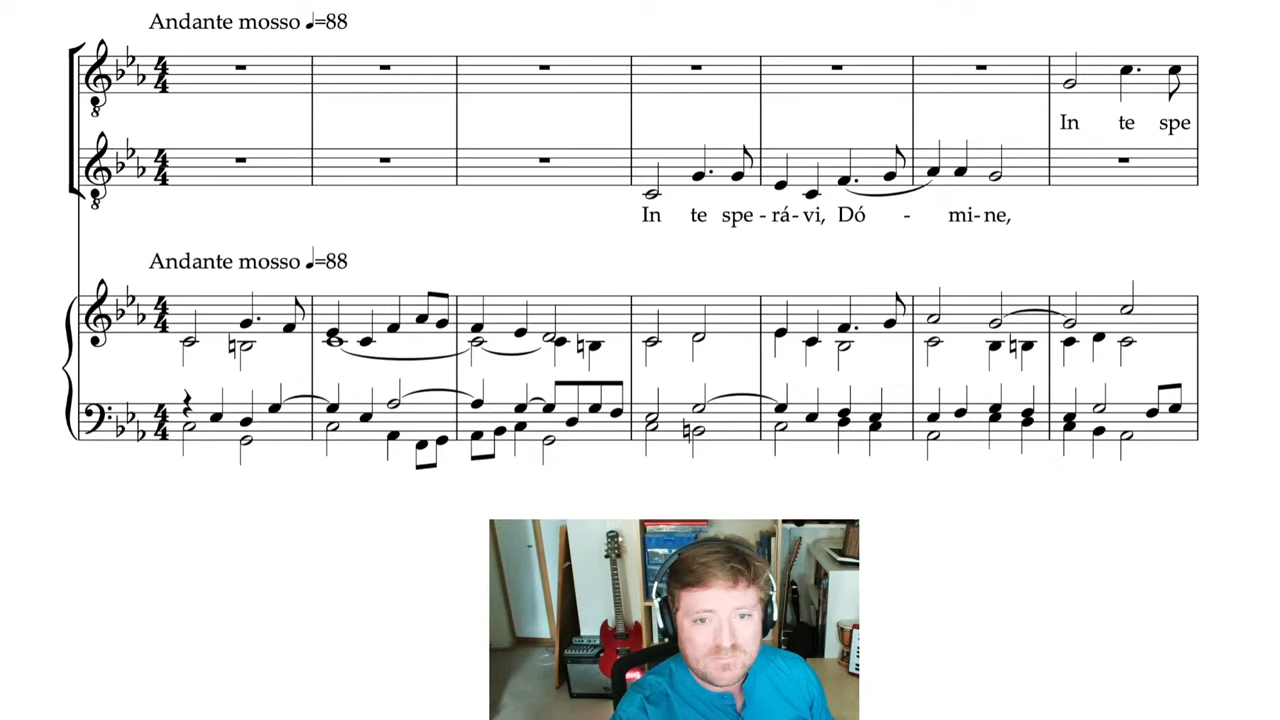 Andante mosso ♩=88
In te spe
In te spe - rá - vi, Dó - mi - ne,
Andante mosso ♩=88